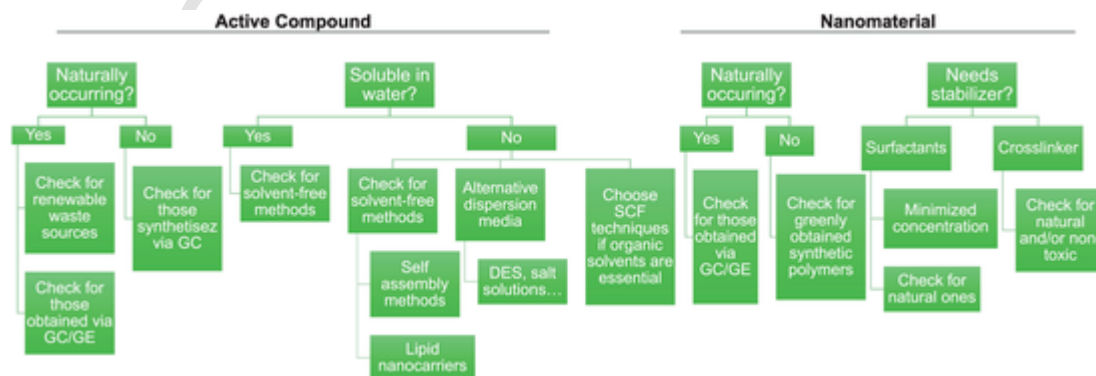 Active Compound
Nanomaterial
Naturally
occurring?
Yes
No
Check for
renewable
waste
sources
Check for
those
obtained via
GC/GE
Check for
those
synthetisez
via GC
Soluble in
water?
Yes
No
Check for
solvent-free
methods
Check for
solvent-free
methods
Self
assembly
methods
Lipid
nanocarriers
Alternative
dispersion
media
DES, salt
solutions…
Choose
SCF
techniques
if organic
solvents are
essential
Naturally
occuring?
Yes
No
Check
for those
obtained
via
GC/GE
Check for
greenly
obtained
synthetic
polymers
Needs
stabilizer?
Surfactants
Crosslinker
Minimized
concentration
Check for
natural ones
Check for
natural
and/or non
toxic